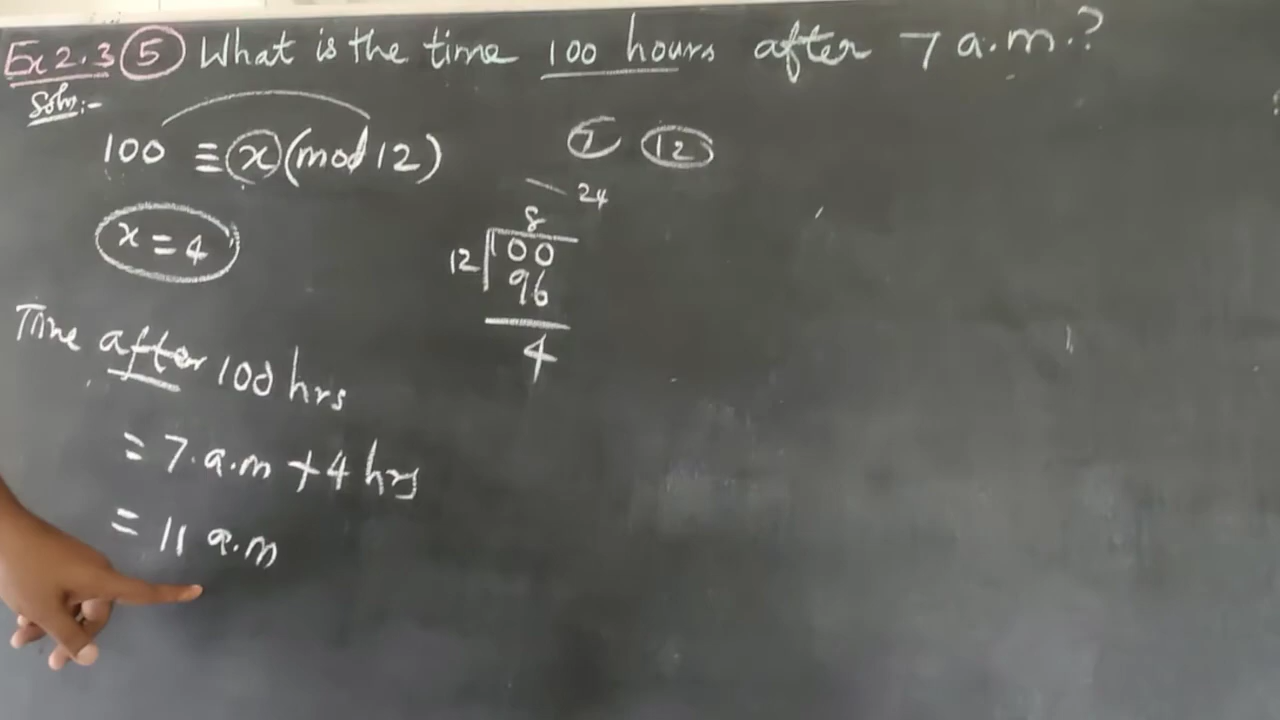 Ex 2.3 (5) What is the time 100 hours after 7 a.m.?
Soln:-
100 ≡ x (mod 12)
7 12
24
x = 4
8
12 100
96
4
Time after 100 hrs
= 7.a.m + 4 hrs
= 11 a.m